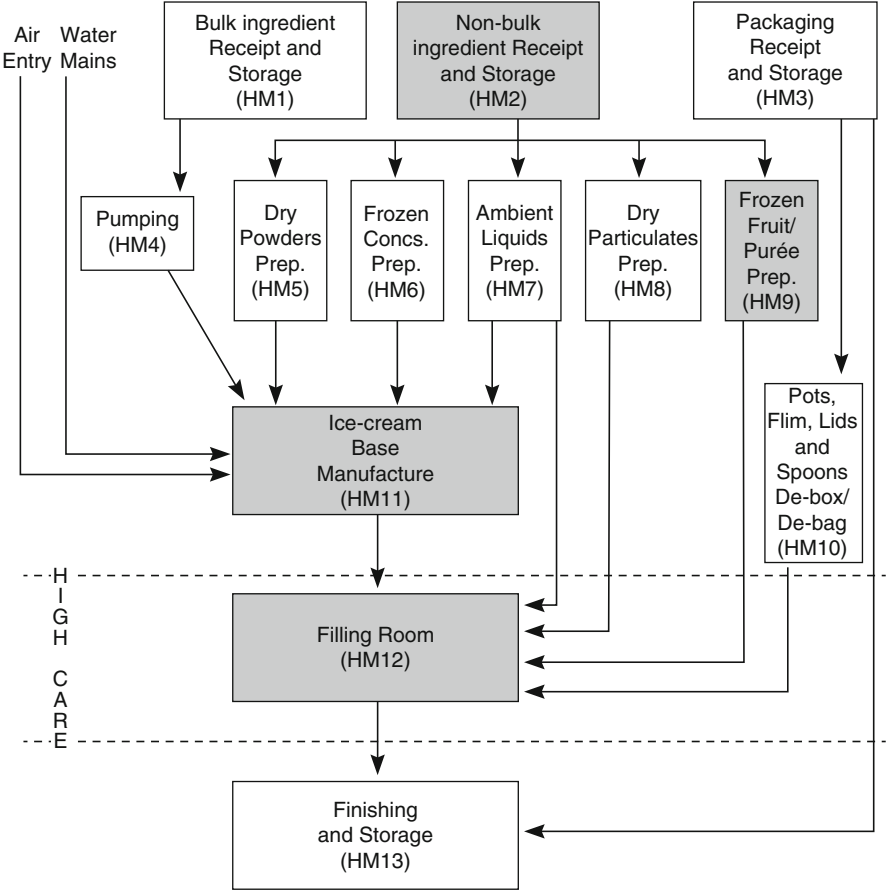 Air
Entry
Water
Mains
Bulk ingredient
Receipt and
Storage
(HM1)
Non-bulk
ingredient Receipt
and Storage
(HM2)
Packaging
Receipt
and Storage
(HM3)
Pumping
(HM4)
Dry
Powders
Prep.
(HM5)
Frozen
Concs.
Prep.
(HM6)
Ambient
Liquids
Prep.
(HM7)
Dry
Particulates
Prep.
(HM8)
Frozen
Fruit/
Purée
Prep.
(HM9)
Pots,
Flim, Lids
and
Spoons
De-box/
De-bag
(HM10)
Ice-cream
Base
Manufacture
(HM11)
HIGH CARE
Filling Room
(HM12)
Finishing
and Storage
(HM13)